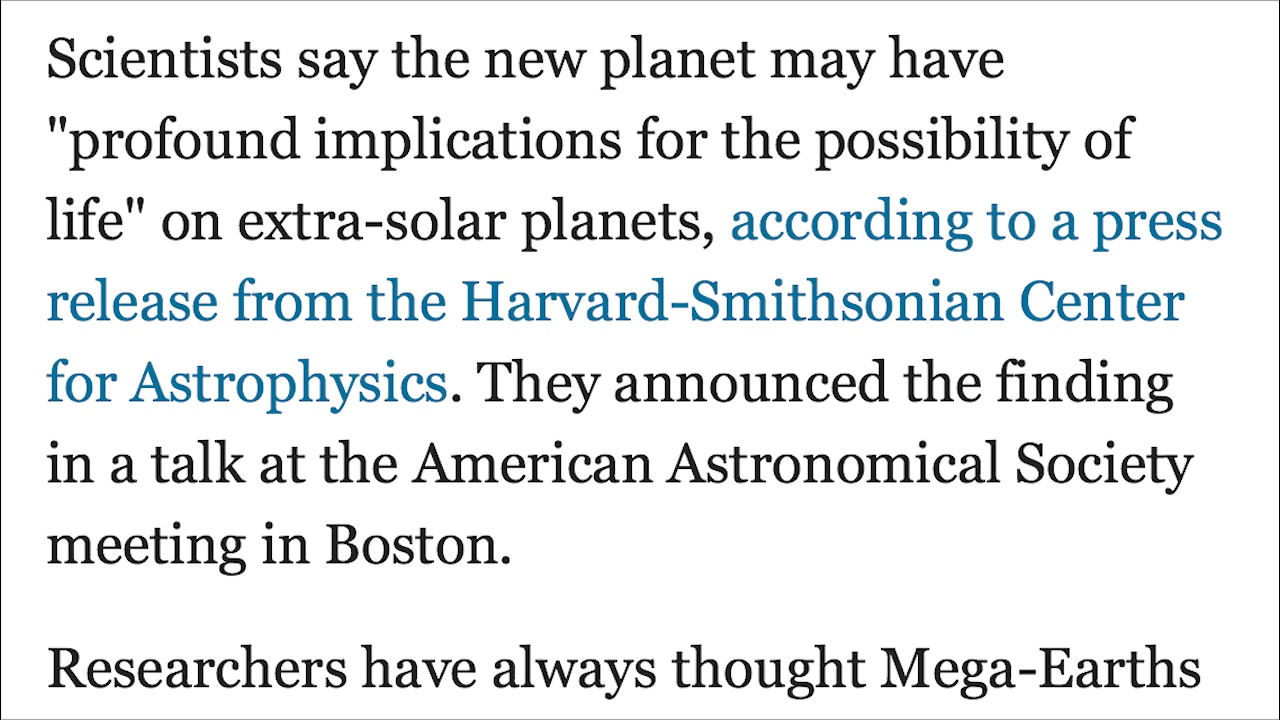 Scientists say the new planet may have
"profound implications for the possibility of
life" on extra-solar planets, according to a press
release from the Harvard-Smithsonian Center
for Astrophysics. They announced the finding
in a talk at the American Astronomical Society
meeting in Boston.
Researchers have always thought Mega-Earths